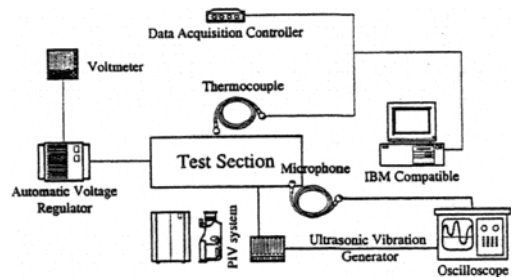 Data Acquisition Controller
Voltmeter
Thermocouple
Test Section
Microphone
IBM Compatible
Automatic Voltage
Regulator
PIV system
Ultrasonic Vibration
Generator
Oscilloscope